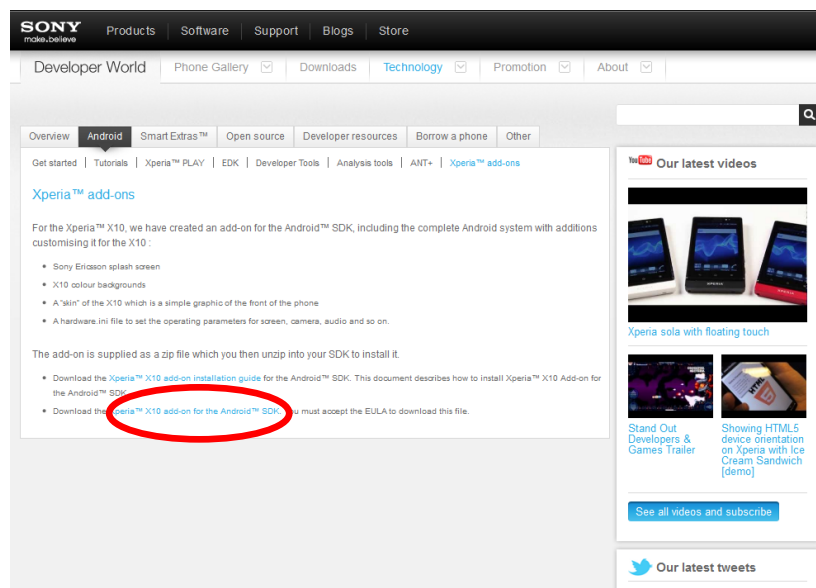 SONY
make.believe
Products Software Support Blogs Store
Developer World Phone Gallery Downloads Technology Promotion About
Overview Android Smart Extras™ Open source Developer resources Borrow a phone Other
Get started | Tutorials | Xperia™ PLAY | EDK | Developer Tools | Analysis tools | ANT+ | Xperia™ add-ons
Xperia™ add-ons
For the Xperia™ X10, we have created an add-on for the Android™ SDK, including the complete Android system with additions
customising it for the X10 :
Sony Ericsson splash screen
X10 colour backgrounds
A "skin" of the X10 which is a simple graphic of the front of the phone
A hardware.ini file to set the operating parameters for screen, camera, audio and so on.
The add-on is supplied as a zip file which you then unzip into your SDK to install it.
Download the Xperia™ X10 add-on installation guide for the Android™ SDK. This document describes how to install Xperia™ X10 Add-on for
the Android™ SDK
Download the Xperia™ X10 add-on for the Android™ SDK. You must accept the EULA to download this file.
YouTube Our latest videos
XPERIA
Xperia sola with floating touch
HTML
Stand Out
Developers &
Games Trailer
Showing HTML5
device orientation
on Xperia with Ice
Cream Sandwich
[demo]
See all videos and subscribe
Our latest tweets